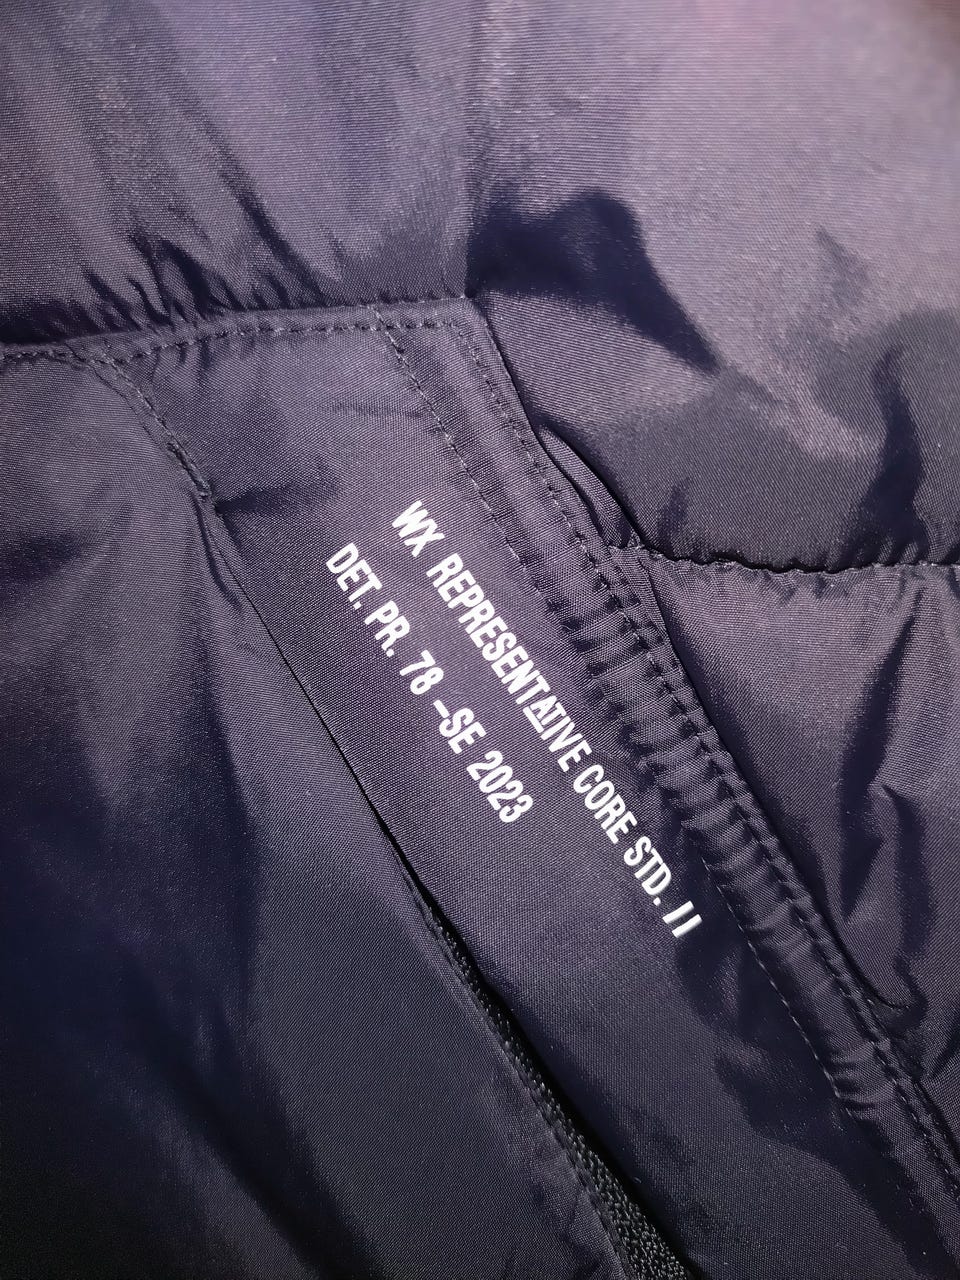 WX REPRESENTATIVE CORE STD. II
DET. PR. 78 -SE 2023